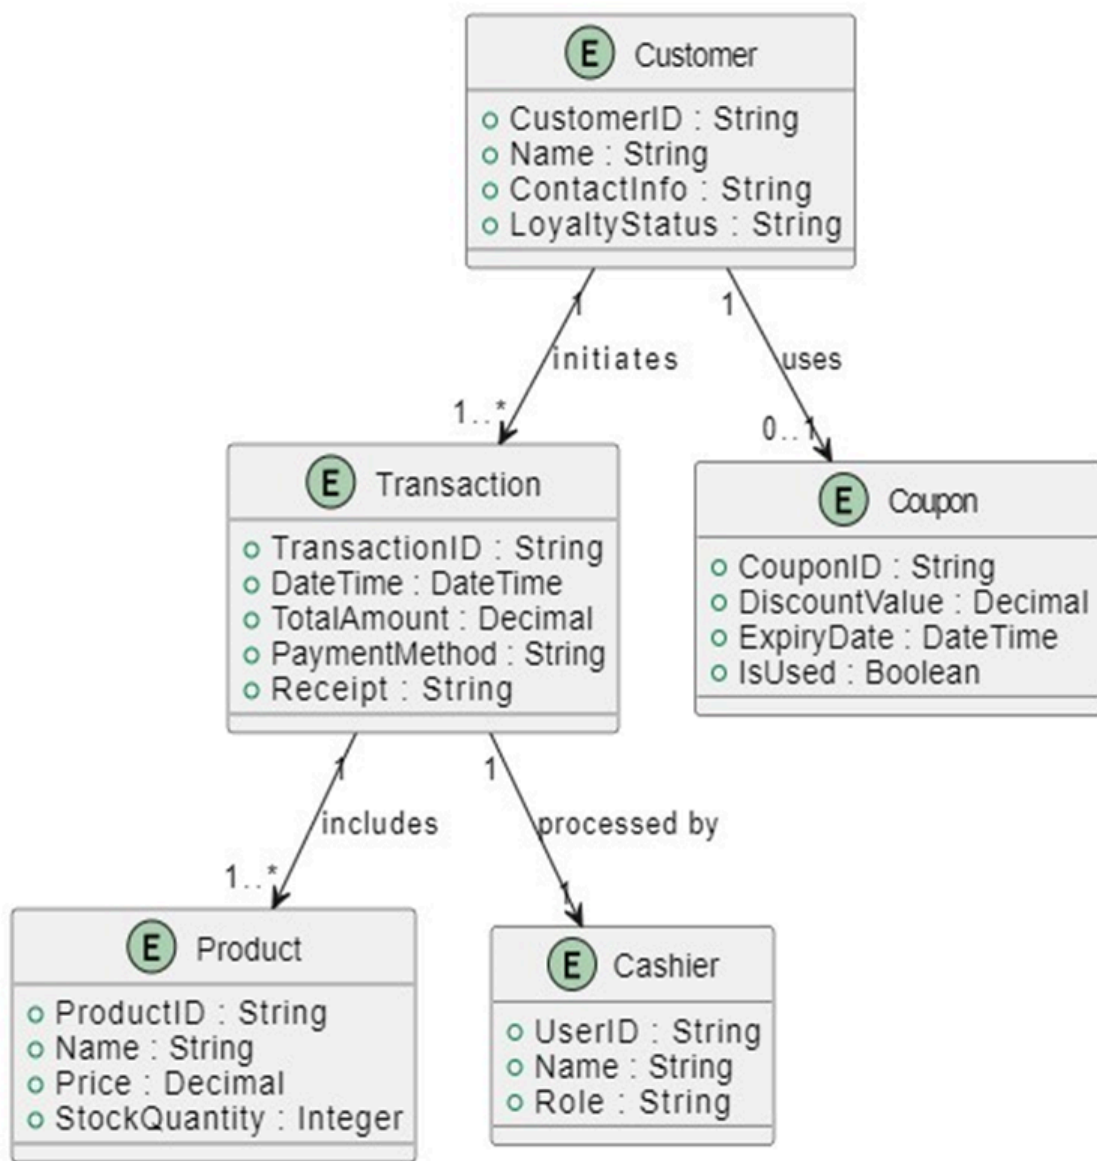 E Customer
CustomerID : String
Name : String
ContactInfo : String
LoyaltyStatus : String
1 1
initiates uses
1..* 0..1
E Transaction
TransactionID : String
DateTime : DateTime
TotalAmount : Decimal
PaymentMethod : String
Receipt : String
E Coupon
CouponID : String
DiscountValue : Decimal
ExpiryDate : DateTime
IsUsed : Boolean
1 1
includes processed by
1..* 1
E Product
ProductID : String
Name : String
Price : Decimal
StockQuantity : Integer
E Cashier
UserID : String
Name : String
Role : String